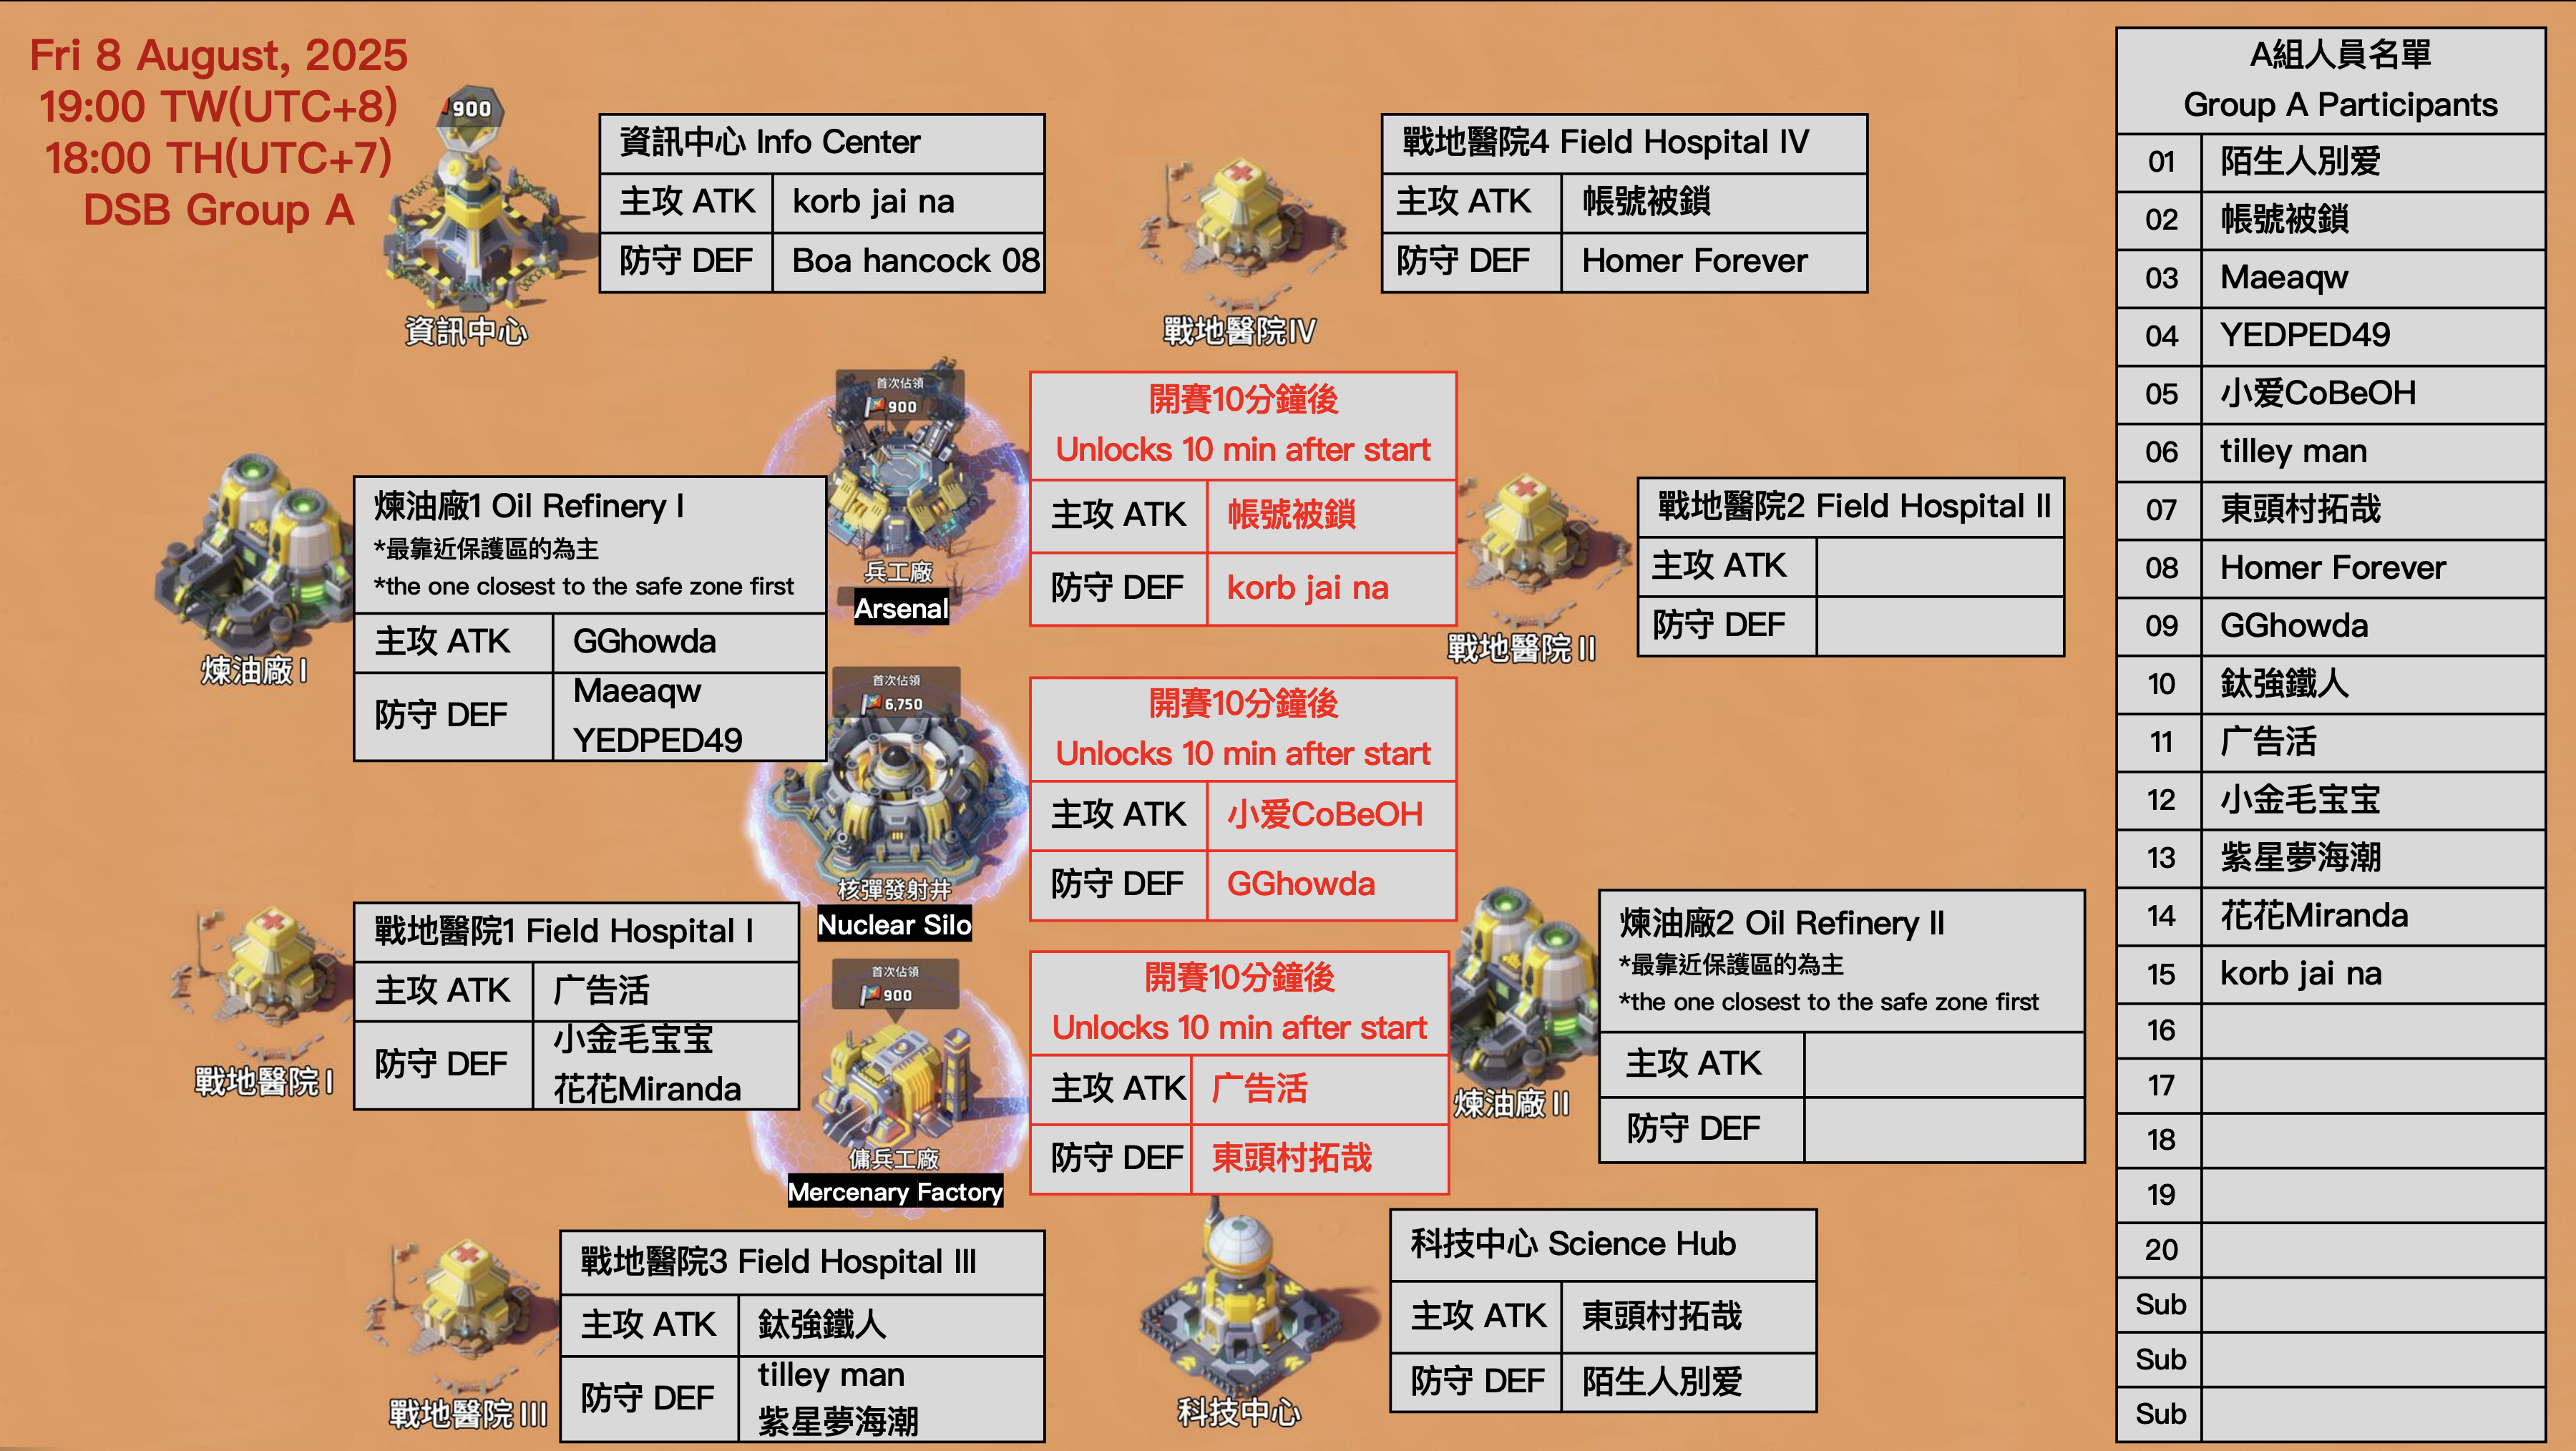 Fri 8 August, 2025
19:00 TW(UTC+8)
18:00 TH(UTC+7)
DSB Group A
900
資訊中心
資訊中心 Info Center
主攻 ATK korb jai na
防守 DEF Boa hancock 08
戰地醫院IV
戰地醫院4 Field Hospital IV
主攻 ATK 帳號被鎖
防守 DEF Homer Forever
首次佔領
900
兵工廠
Arsenal
開賽10分鐘後
Unlocks 10 min after start
主攻 ATK 帳號被鎖
防守 DEF korb jai na
煉油廠 I
煉油廠1 Oil Refinery I
*最靠近保護區的為主
*the one closest to the safe zone first
主攻 ATK GGhowda
防守 DEF Maeaqw
YEDPED49
戰地醫院 II
戰地醫院2 Field Hospital II
主攻 ATK
防守 DEF
首次佔領
6,750
核彈發射井
Nuclear Silo
開賽10分鐘後
Unlocks 10 min after start
主攻 ATK 小爱CoBeOH
防守 DEF GGhowda
戰地醫院 I
戰地醫院1 Field Hospital I
主攻 ATK 广告活
防守 DEF 小金毛宝宝
花花Miranda
首次佔領
900
傭兵工廠
Mercenary Factory
開賽10分鐘後
Unlocks 10 min after start
主攻 ATK 广告活
防守 DEF 東頭村拓哉
煉油廠 II
煉油廠2 Oil Refinery II
*最靠近保護區的為主
*the one closest to the safe zone first
主攻 ATK
防守 DEF
戰地醫院 III
戰地醫院3 Field Hospital III
主攻 ATK 鈦強鐵人
防守 DEF tilley man
紫星夢海潮
科技中心
科技中心 Science Hub
主攻 ATK 東頭村拓哉
防守 DEF 陌生人別爱
A組人員名單
Group A Participants
01 陌生人別爱
02 帳號被鎖
03 Maeaqw
04 YEDPED49
05 小爱CoBeOH
06 tilley man
07 東頭村拓哉
08 Homer Forever
09 GGhowda
10 鈦強鐵人
11 广告活
12 小金毛宝宝
13 紫星夢海潮
14 花花Miranda
15 korb jai na
16
17
18
19
20
Sub
Sub
Sub